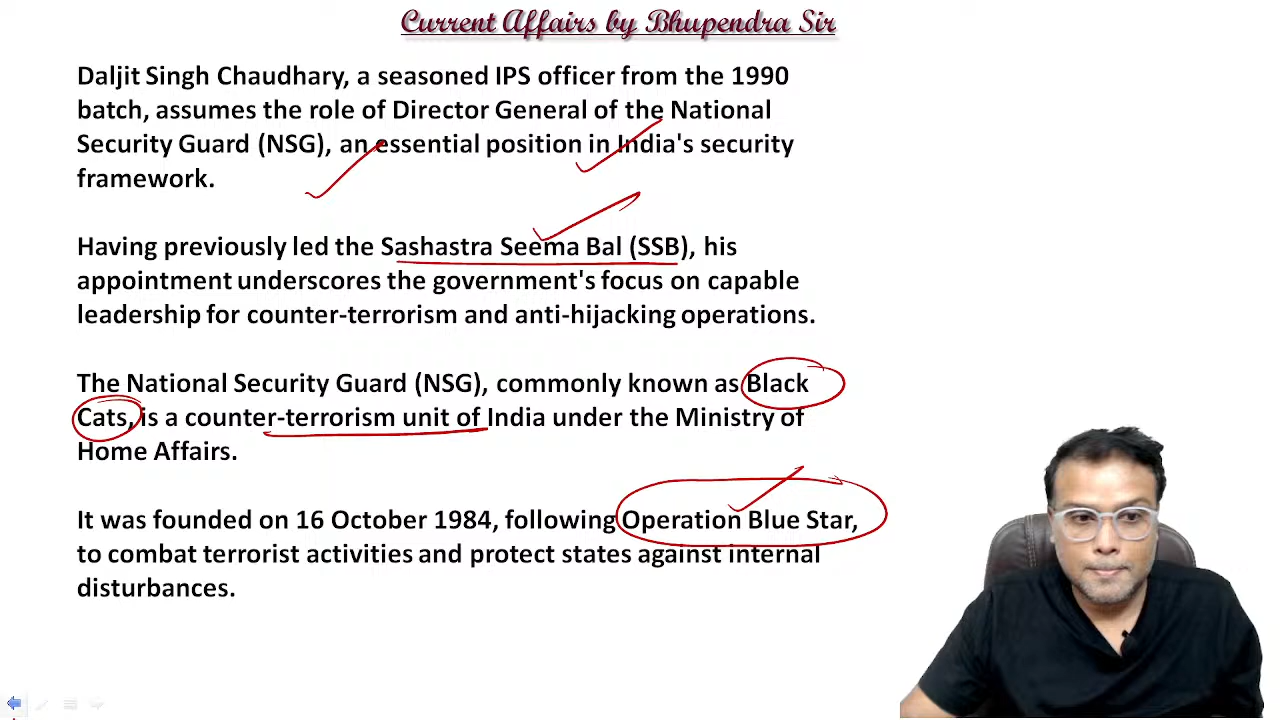 Current Affairs by Bhupendra Sir
Daljit Singh Chaudhary, a seasoned IPS officer from the 1990
batch, assumes the role of Director General of the National
Security Guard (NSG), an essential position in India's security
framework.
Having previously led the Sashastra Seema Bal (SSB), his
appointment underscores the government's focus on capable
leadership for counter-terrorism and anti-hijacking operations.
The National Security Guard (NSG), commonly known as Black
Cats, is a counter-terrorism unit of India under the Ministry of
Home Affairs.
It was founded on 16 October 1984, following Operation Blue Star,
to combat terrorist activities and protect states against internal
disturbances.